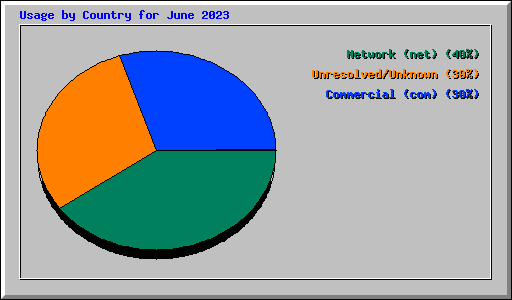 Usage by Country for June 2023
Network (net) (40%)
Unresolved/Unknown (30%)
Commercial (com) (30%)